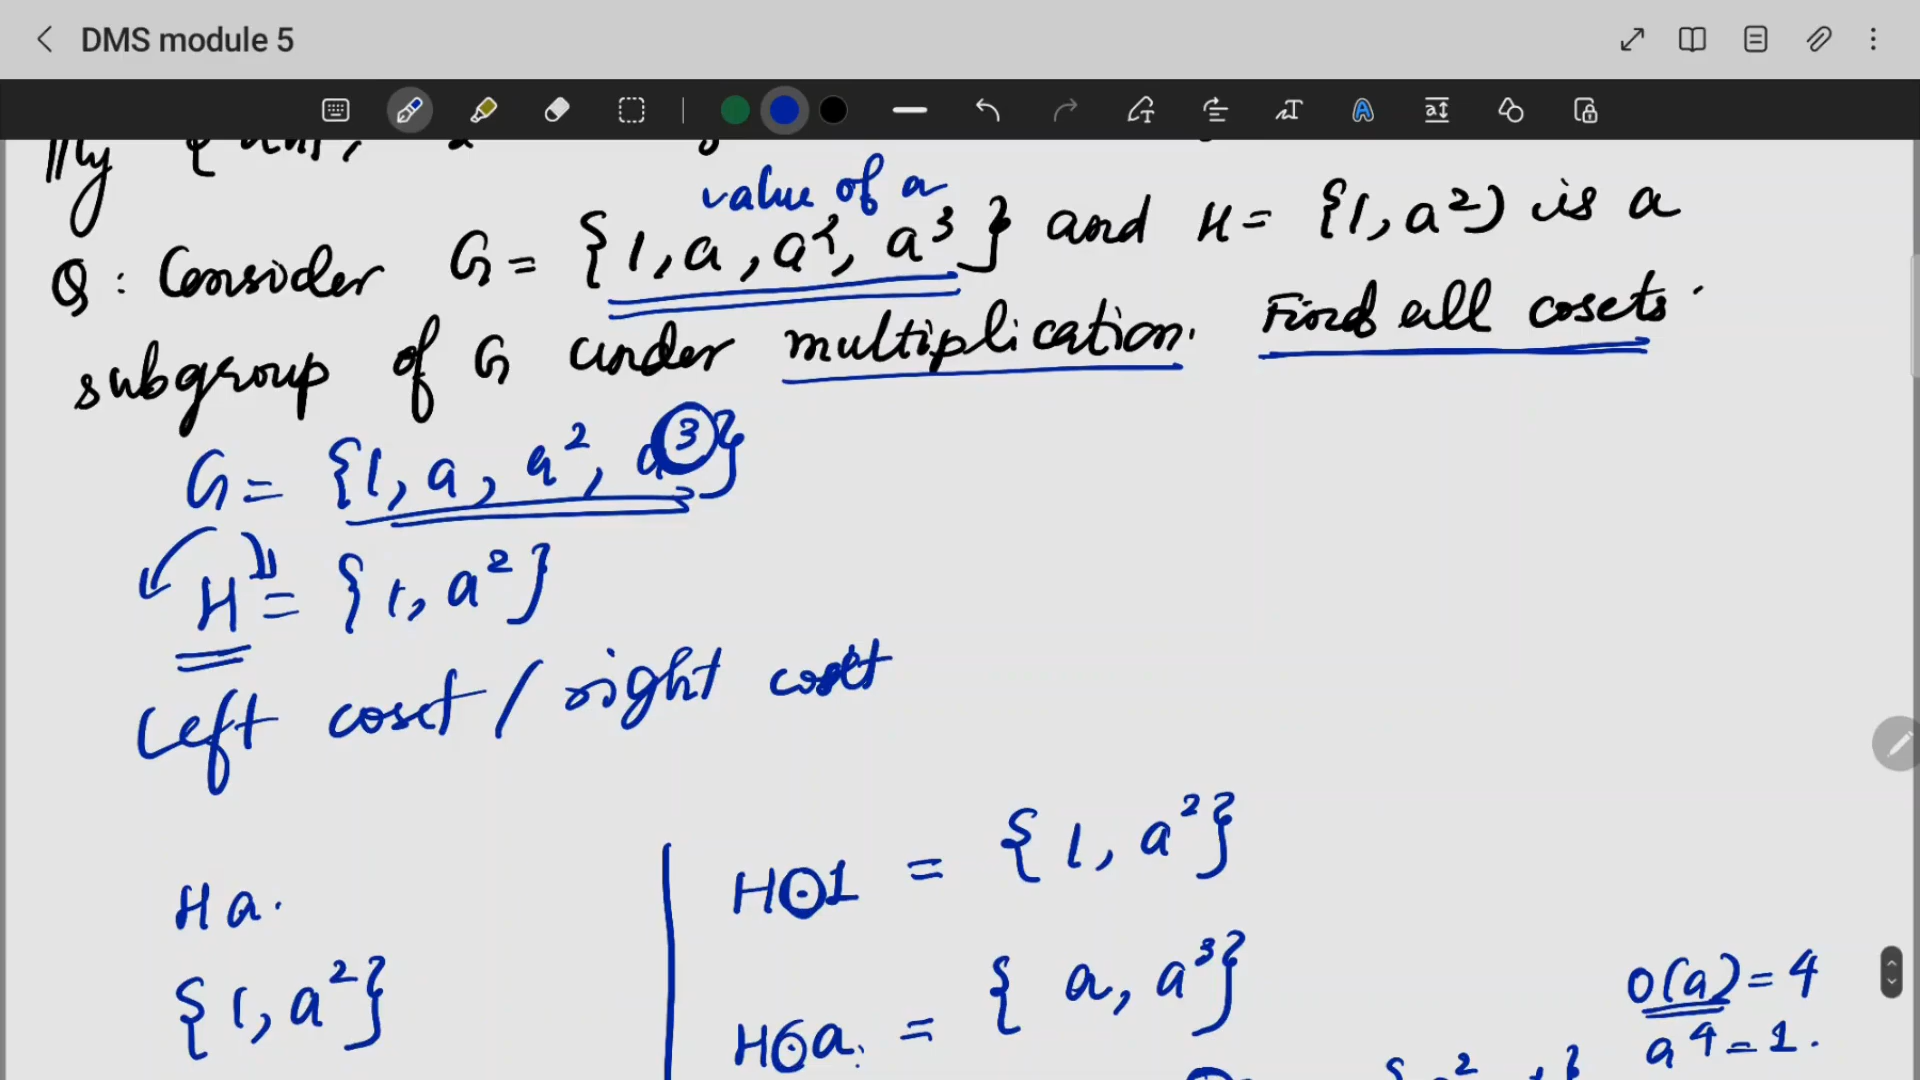 DMS module 5
My
value of a
Q: Consider G = {1, a, a², a³} and H = {1, a²) is a
subgroup of G under multiplication. Find all cosets.
G = {1, a, a², a³}
H = {1, a²}
Left coset / right coset
Ha.
{1, a²}
H⊙1 = {1, a²}
H⊙a = {a, a³}
O(a) = 4
a⁴ = 1.